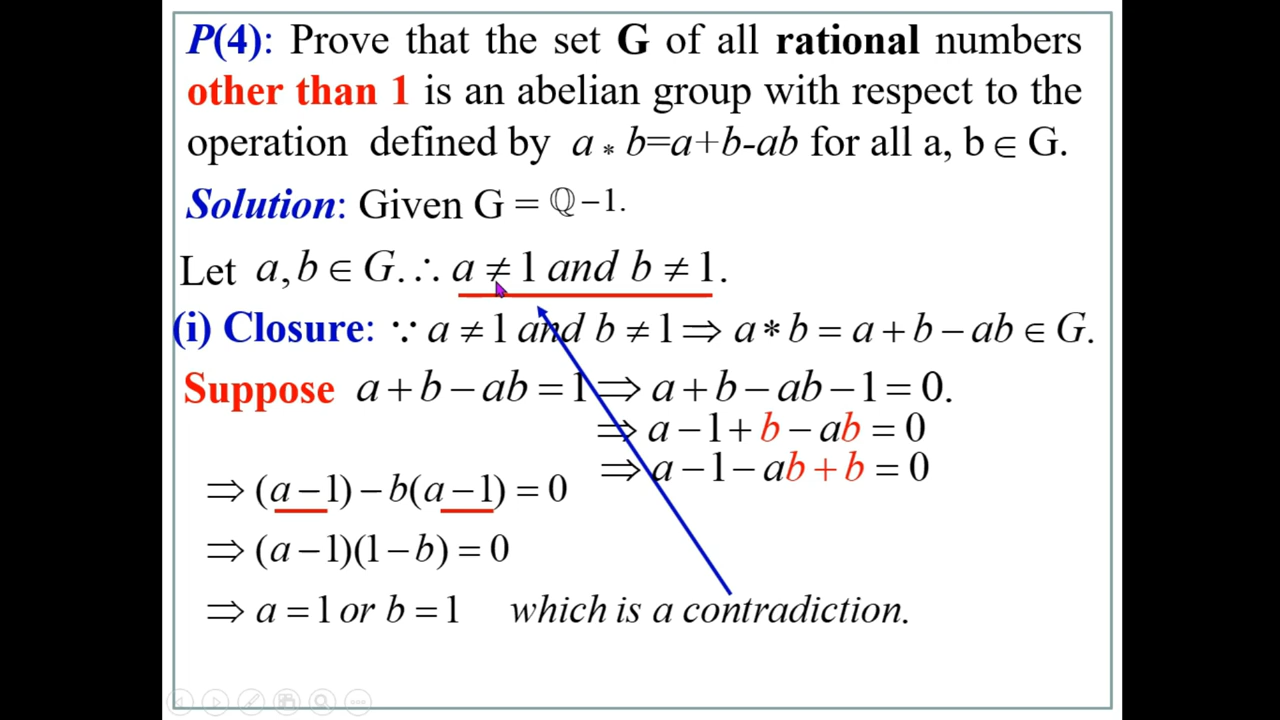 P(4): Prove that the set G of all rational numbers
other than 1 is an abelian group with respect to the
operation defined by a * b=a+b-ab for all a, b ∈ G.
Solution: Given G = ℚ −1.
Let a, b ∈ G. ∴ a ≠ 1 and b ≠ 1.
(i) Closure: ∵ a ≠ 1 and b ≠ 1 ⇒ a * b = a + b − ab ∈ G.
Suppose a + b − ab = 1 ⇒ a + b − ab − 1 = 0.
⇒ a − 1 + b − ab = 0
⇒ a − 1 − ab + b = 0
⇒ (a − 1) − b(a − 1) = 0
⇒ (a − 1)(1 − b) = 0
⇒ a = 1 or b = 1 which is a contradiction.